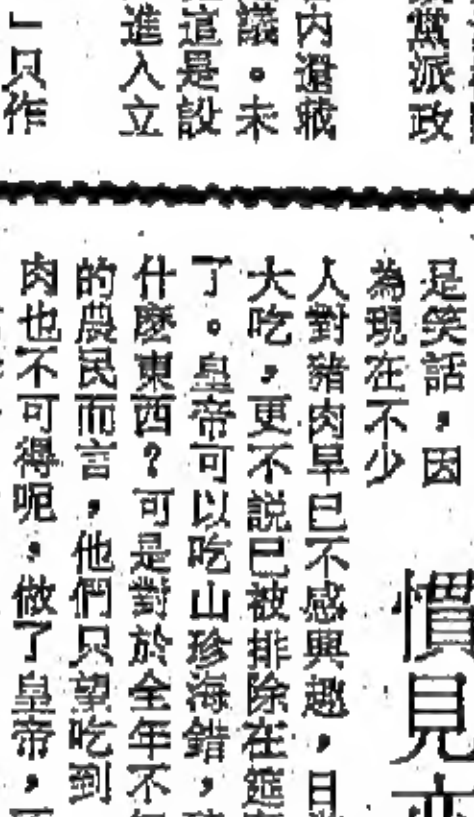 黨派政
內還載
議。未
這是設
進入立
」只作
慣見
是笑話，因
為現在不少
人對豬肉早已不感興趣，日
大吃，更不說已被排除在筵
了。皇帝可以吃山珍海錯，
什麼東西？可是對於全年不
的農民而言，他們只望吃到
肉也不可得呢，做了皇帝，